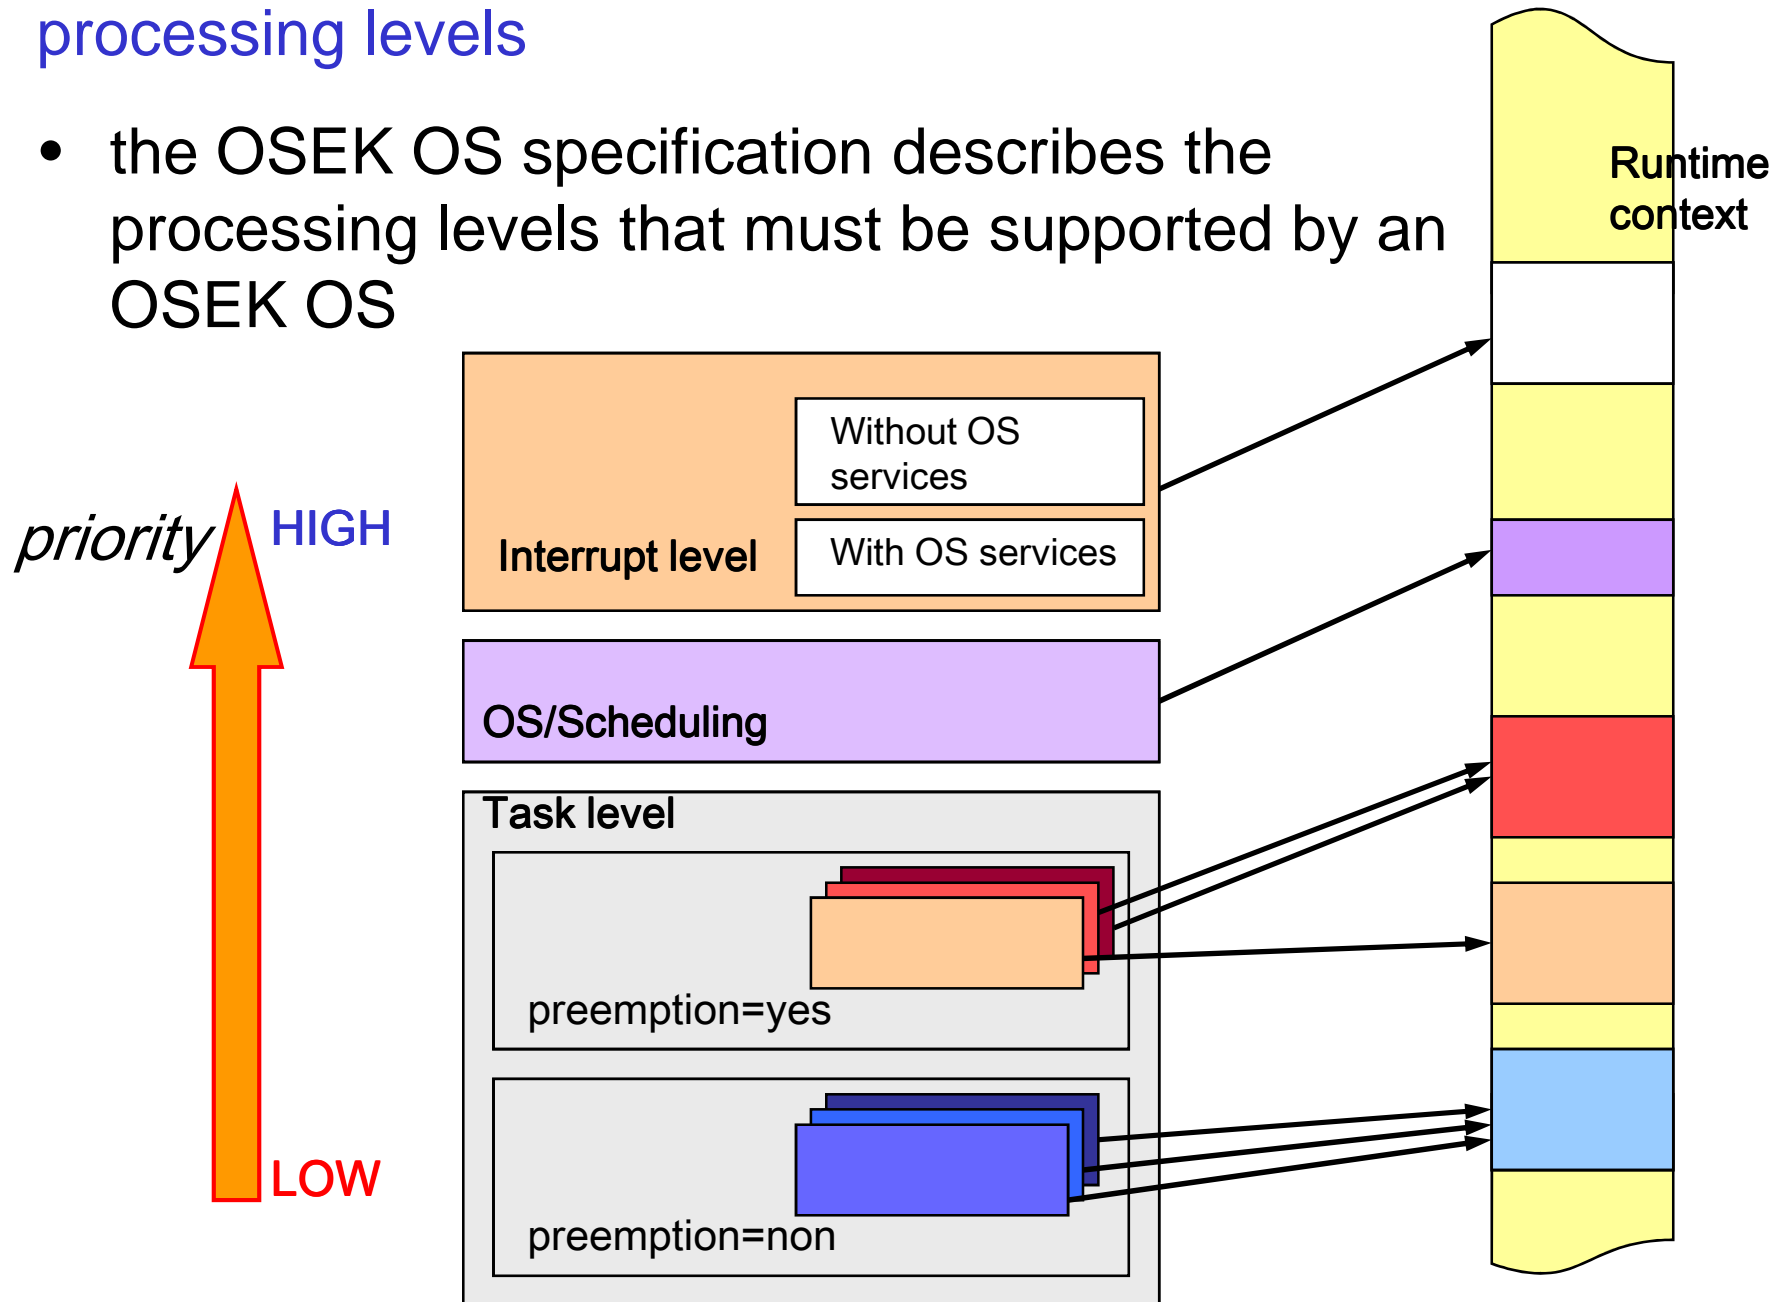 processing levels
• the OSEK OS specification describes the
processing levels that must be supported by an
OSEK OS
Runtime
context
Without OS
services
priority
HIGH
Interrupt level
With OS services
OS/Scheduling
Task level
preemption=yes
LOW
preemption=non